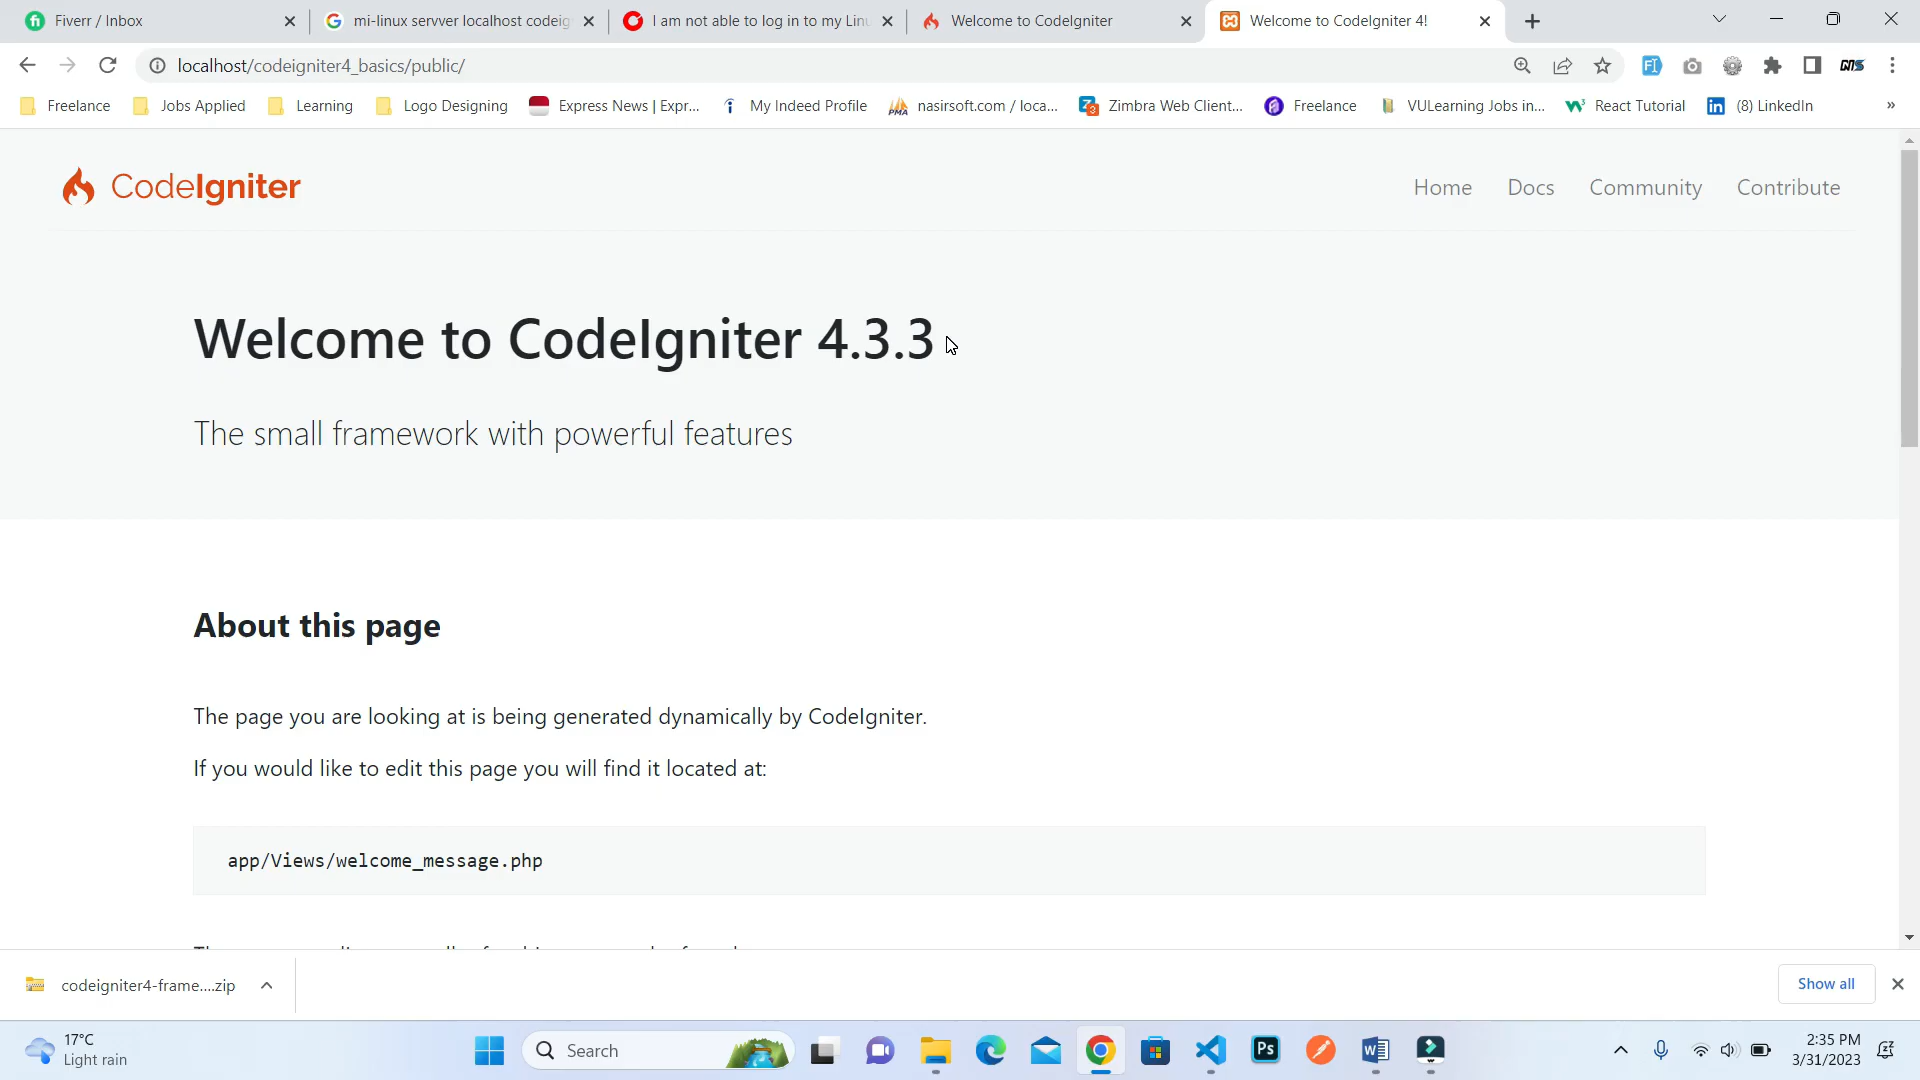 Fiverr / Inbox
mi-linux servver localhost codeig
I am not able to log in to my Linu
Welcome to CodeIgniter
Welcome to CodeIgniter 4!
localhost/codeigniter4_basics/public/
Freelance
Jobs Applied
Learning
Logo Designing
Express News | Expr...
My Indeed Profile
nasirsoft.com / loca...
Zimbra Web Client...
Freelance
VULearning Jobs in...
React Tutorial
(8) LinkedIn
»
CodeIgniter
Home
Docs
Community
Contribute
Welcome to CodeIgniter 4.3.3
The small framework with powerful features
About this page
The page you are looking at is being generated dynamically by CodeIgniter.
If you would like to edit this page you will find it located at:
app/Views/welcome_message.php
codeigniter4-frame....zip
Show all
17°C
Light rain
Search
2:35 PM
3/31/2023